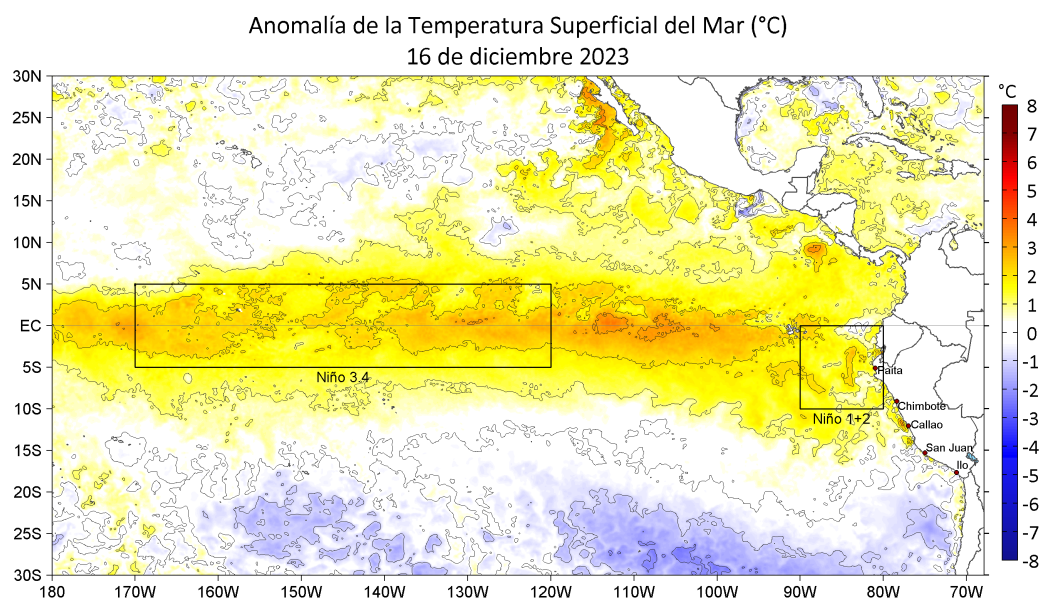 Anomalía de la Temperatura Superficial del Mar (°C)
16 de diciembre 2023
°C
30N
25N
20N
15N
10N
5N
EC
5S
10S
15S
20S
25S
30S
180
170W
160W
150W
140W
130W
120W
110W
100W
90W
80W
70W
Niño 3.4
Niño 1+2
Paita
Chimbote
Callao
San Juan
Ilo
8
7
6
5
4
3
2
1
0
-1
-2
-3
-4
-5
-6
-7
-8